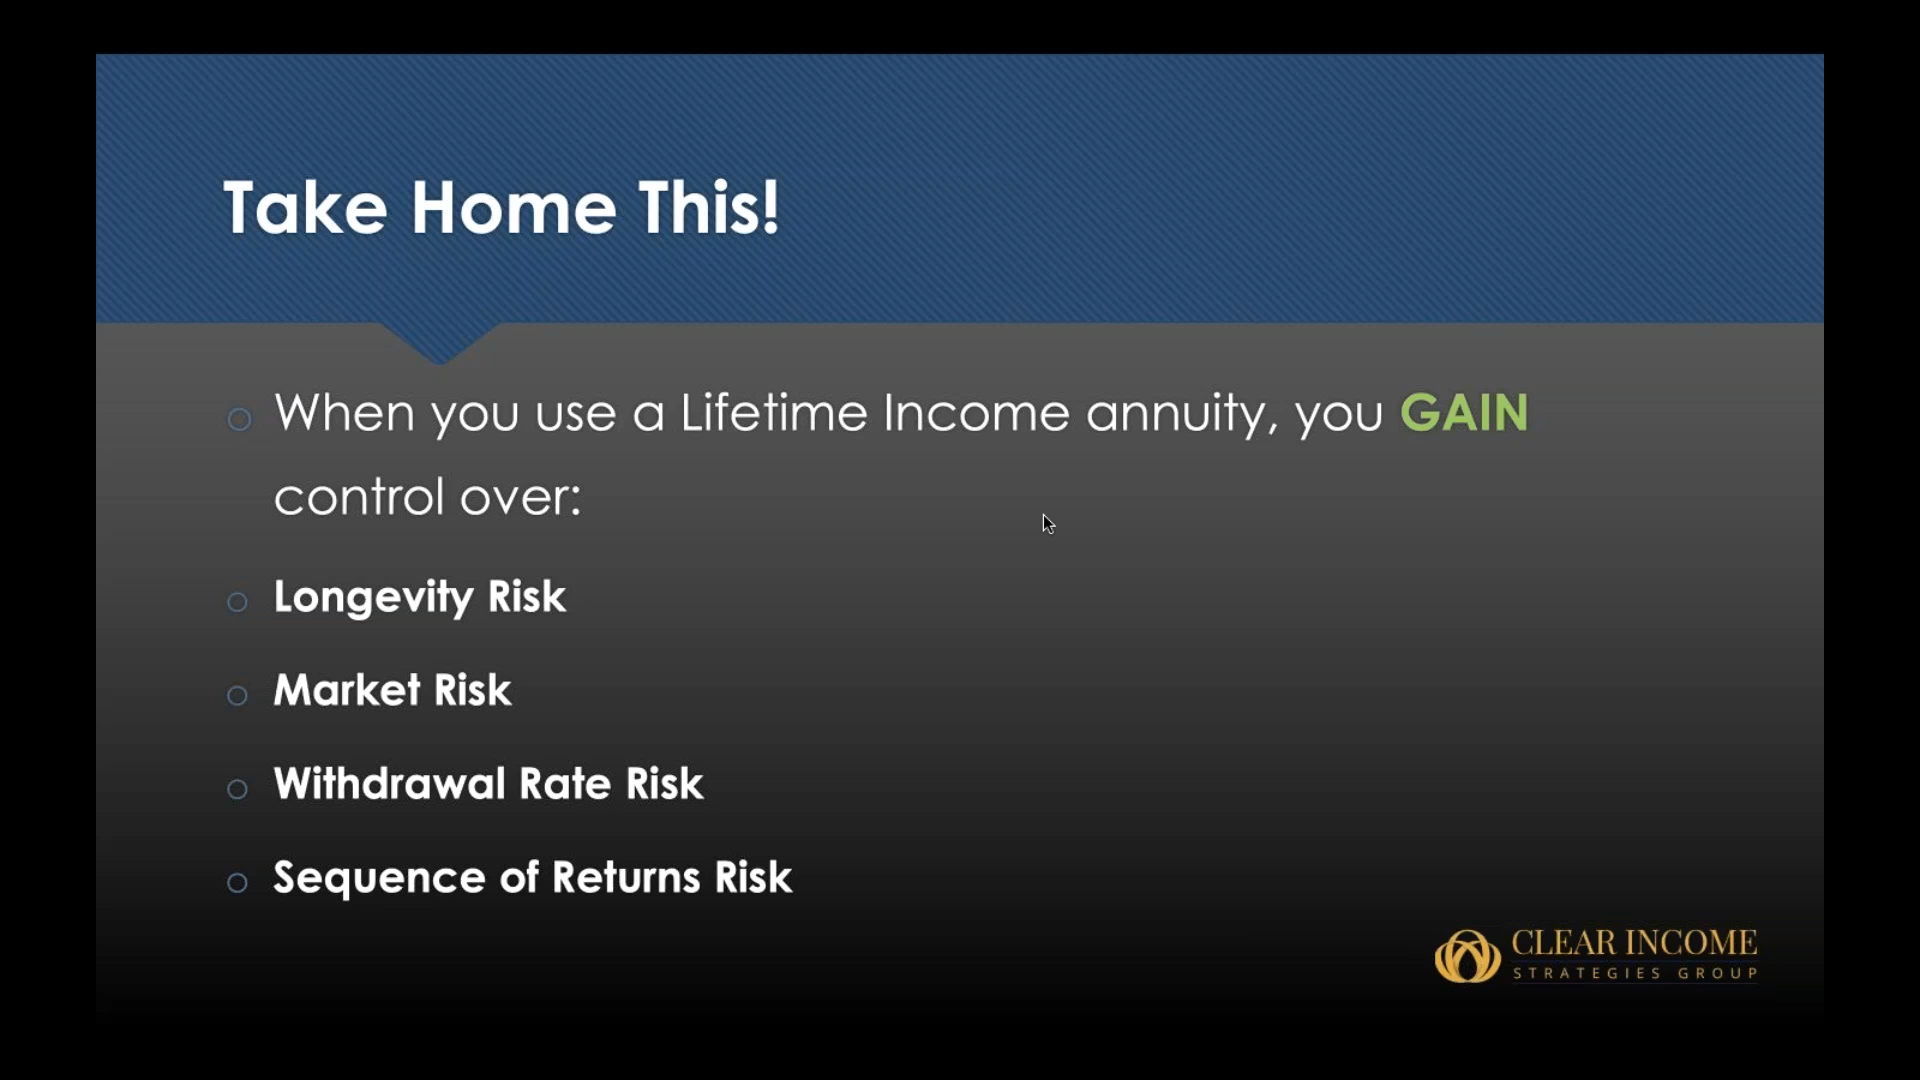 Take Home This!
When you use a Lifetime Income annuity, you GAIN
control over:
Longevity Risk
Market Risk
Withdrawal Rate Risk
Sequence of Returns Risk
CLEAR INCOME
STRATEGIES GROUP